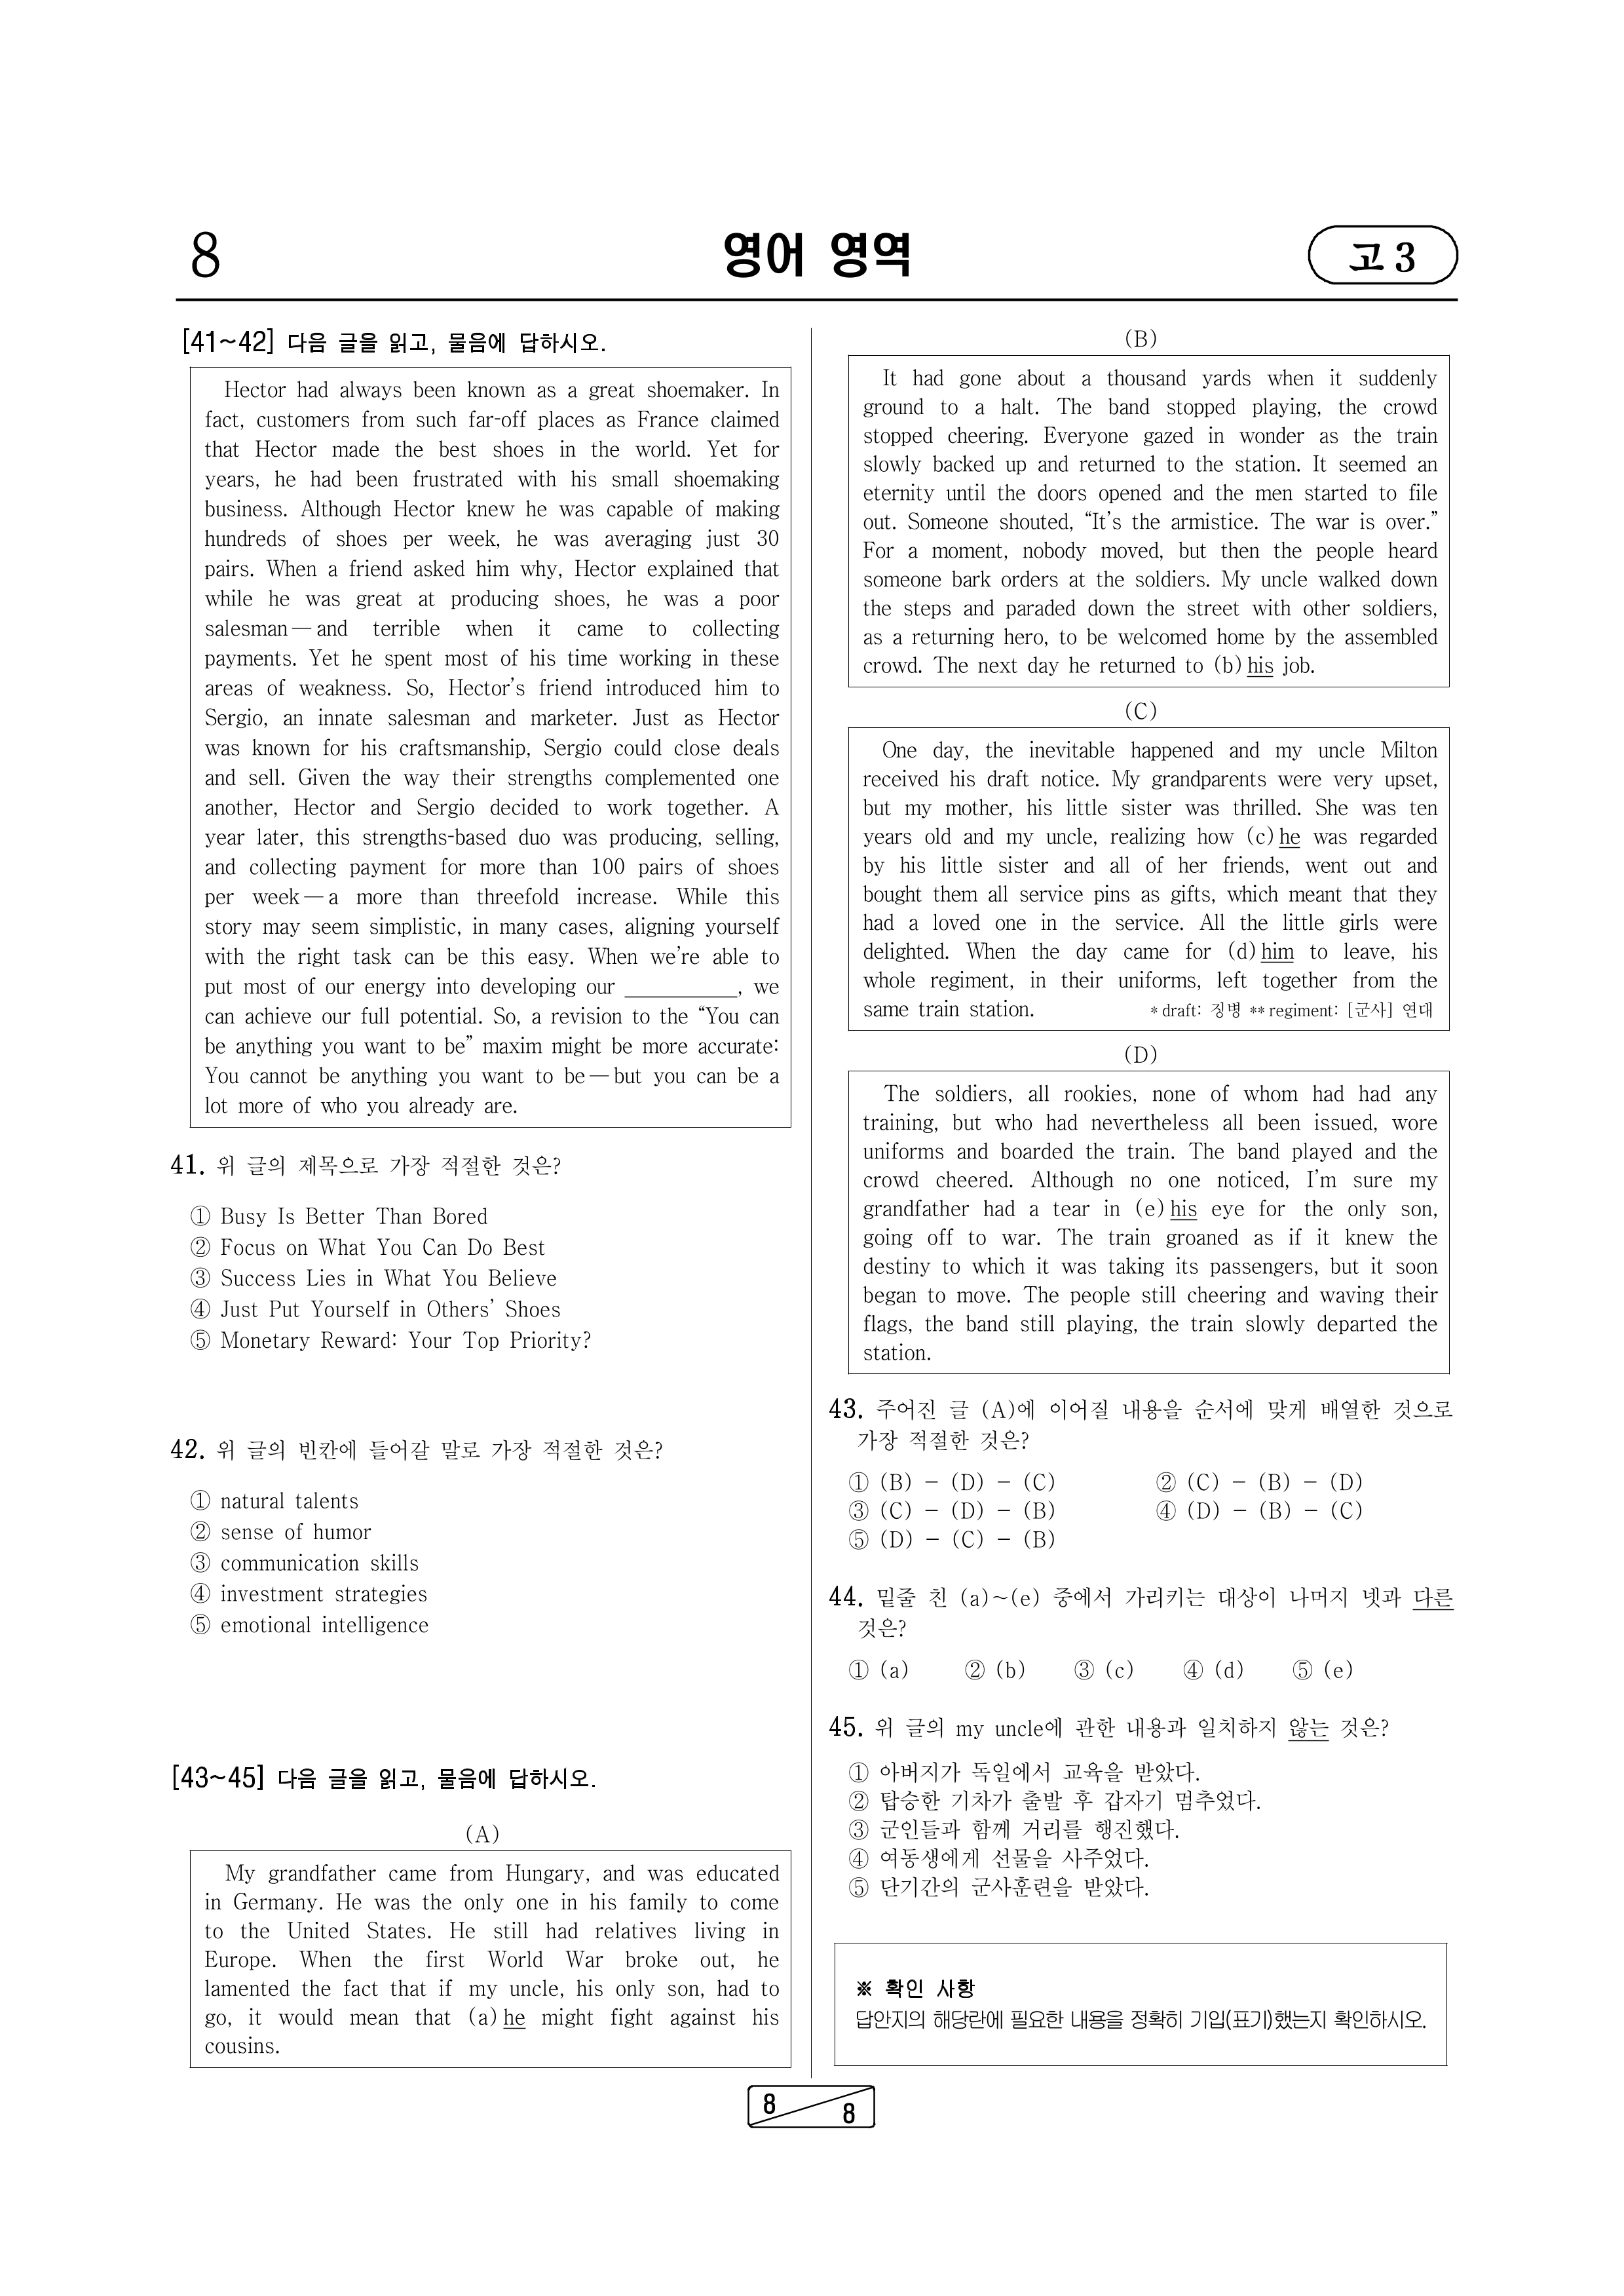 8
영어 영역
고 3
[41~42] 다음 글을 읽고, 물음에 답하시오.
Hector had always been known as a great shoemaker. In
fact, customers from such far-off places as France claimed
that Hector made the best shoes in the world. Yet for
years, he had been frustrated with his small shoemaking
business. Although Hector knew he was capable of making
hundreds of shoes per week, he was averaging just 30
pairs. When a friend asked him why, Hector explained that
while he was great at producing shoes, he was a poor
salesman — and terrible when it came to collecting
payments. Yet he spent most of his time working in these
areas of weakness. So, Hector's friend introduced him to
Sergio, an innate salesman and marketer. Just as Hector
was known for his craftsmanship, Sergio could close deals
and sell. Given the way their strengths complemented one
another, Hector and Sergio decided to work together. A
year later, this strengths-based duo was producing, selling,
and collecting payment for more than 100 pairs of shoes
per week — a more than threefold increase. While this
story may seem simplistic, in many cases, aligning yourself
with the right task can be this easy. When we're able to
put most of our energy into developing our __________, we
can achieve our full potential. So, a revision to the “You can
be anything you want to be” maxim might be more accurate:
You cannot be anything you want to be — but you can be a
lot more of who you already are.
41. 위 글의 제목으로 가장 적절한 것은?
① Busy Is Better Than Bored
② Focus on What You Can Do Best
③ Success Lies in What You Believe
④ Just Put Yourself in Others' Shoes
⑤ Monetary Reward: Your Top Priority?
42. 위 글의 빈칸에 들어갈 말로 가장 적절한 것은?
① natural talents
② sense of humor
③ communication skills
④ investment strategies
⑤ emotional intelligence
[43~45] 다음 글을 읽고, 물음에 답하시오.
(A)
My grandfather came from Hungary, and was educated
in Germany. He was the only one in his family to come
to the United States. He still had relatives living in
Europe. When the first World War broke out, he
lamented the fact that if my uncle, his only son, had to
go, it would mean that (a) he might fight against his
cousins.
(B)
It had gone about a thousand yards when it suddenly
ground to a halt. The band stopped playing, the crowd
stopped cheering. Everyone gazed in wonder as the train
slowly backed up and returned to the station. It seemed an
eternity until the doors opened and the men started to file
out. Someone shouted, “It's the armistice. The war is over.”
For a moment, nobody moved, but then the people heard
someone bark orders at the soldiers. My uncle walked down
the steps and paraded down the street with other soldiers,
as a returning hero, to be welcomed home by the assembled
crowd. The next day he returned to (b) his job.
(C)
One day, the inevitable happened and my uncle Milton
received his draft notice. My grandparents were very upset,
but my mother, his little sister was thrilled. She was ten
years old and my uncle, realizing how (c) he was regarded
by his little sister and all of her friends, went out and
bought them all service pins as gifts, which meant that they
had a loved one in the service. All the little girls were
delighted. When the day came for (d) him to leave, his
whole regiment, in their uniforms, left together from the
same train station. * draft: 징병 ** regiment: [군사] 연대
(D)
The soldiers, all rookies, none of whom had had any
training, but who had nevertheless all been issued, wore
uniforms and boarded the train. The band played and the
crowd cheered. Although no one noticed, I'm sure my
grandfather had a tear in (e) his eye for the only son,
going off to war. The train groaned as if it knew the
destiny to which it was taking its passengers, but it soon
began to move. The people still cheering and waving their
flags, the band still playing, the train slowly departed the
station.
43. 주어진 글 (A)에 이어질 내용을 순서에 맞게 배열한 것으로
가장 적절한 것은?
① (B) - (D) - (C) ② (C) - (B) - (D)
③ (C) - (D) - (B) ④ (D) - (B) - (C)
⑤ (D) - (C) - (B)
44. 밑줄 친 (a)~(e) 중에서 가리키는 대상이 나머지 넷과 다른
것은?
① (a) ② (b) ③ (c) ④ (d) ⑤ (e)
45. 위 글의 my uncle에 관한 내용과 일치하지 않는 것은?
① 아버지가 독일에서 교육을 받았다.
② 탑승한 기차가 출발 후 갑자기 멈추었다.
③ 군인들과 함께 거리를 행진했다.
④ 여동생에게 선물을 사주었다.
⑤ 단기간의 군사훈련을 받았다.
※ 확인 사항
답안지의 해당란에 필요한 내용을 정확히 기입(표기)했는지 확인하시오.
8
8